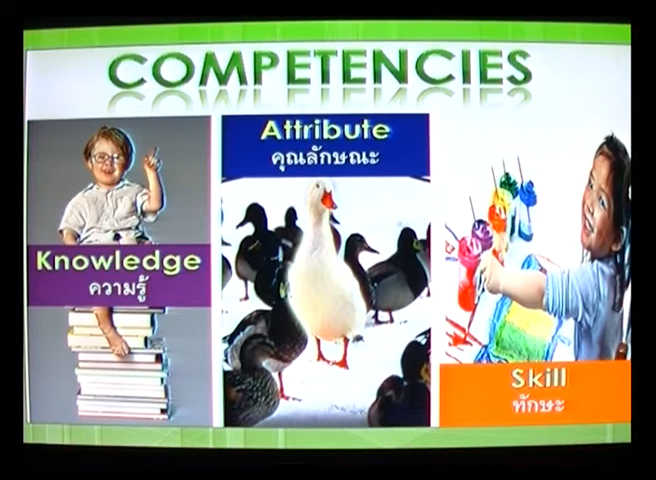 COMPETENCIES
Knowledge
ความรู้
Attribute
คุณลักษณะ
Skill
ทักษะ